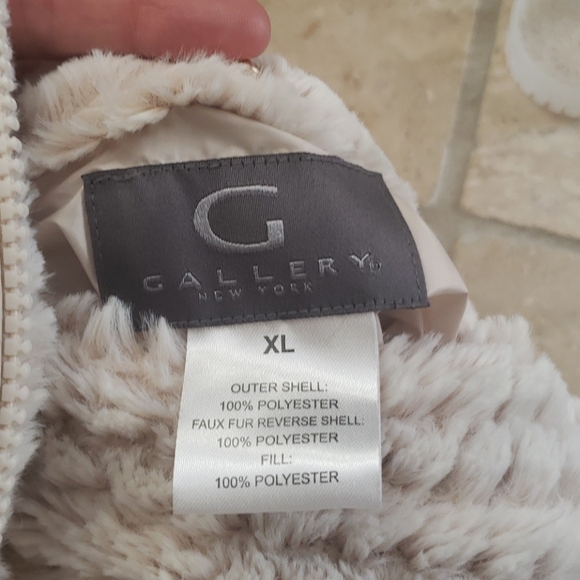 G
GALLERY®
NEW YORK
XL
OUTER SHELL:
100% POLYESTER
FAUX FUR REVERSE SHELL:
100% POLYESTER
FILL:
100% POLYESTER